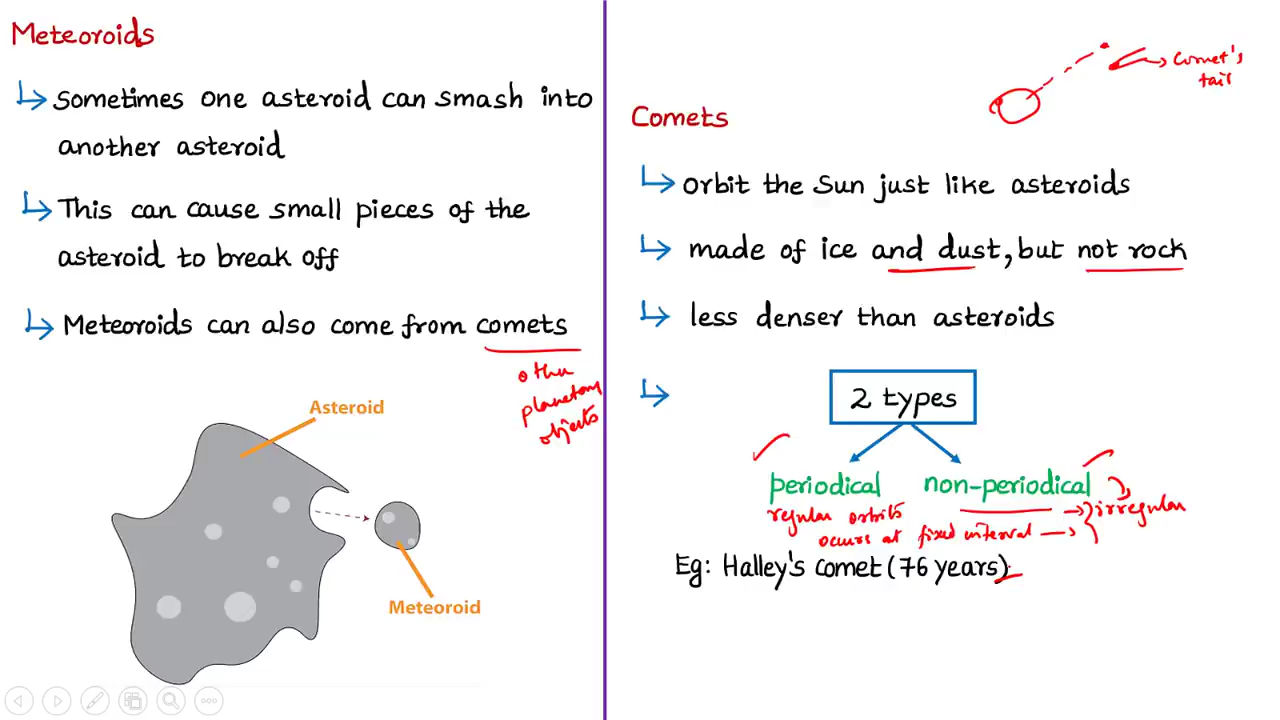 Meteoroids
Sometimes one asteroid can smash into
another asteroid
This can cause small pieces of the
asteroid to break off
Meteoroids can also come from comets
other
planetary
objects
Asteroid
Meteoroid
Comet's
tail
Comets
orbit the Sun just like asteroids
made of ice and dust, but not rock
less denser than asteroids
2 types
periodical non-periodical
regular orbits irregular
occurs at fixed interval
Eg: Halley's comet (76 years)